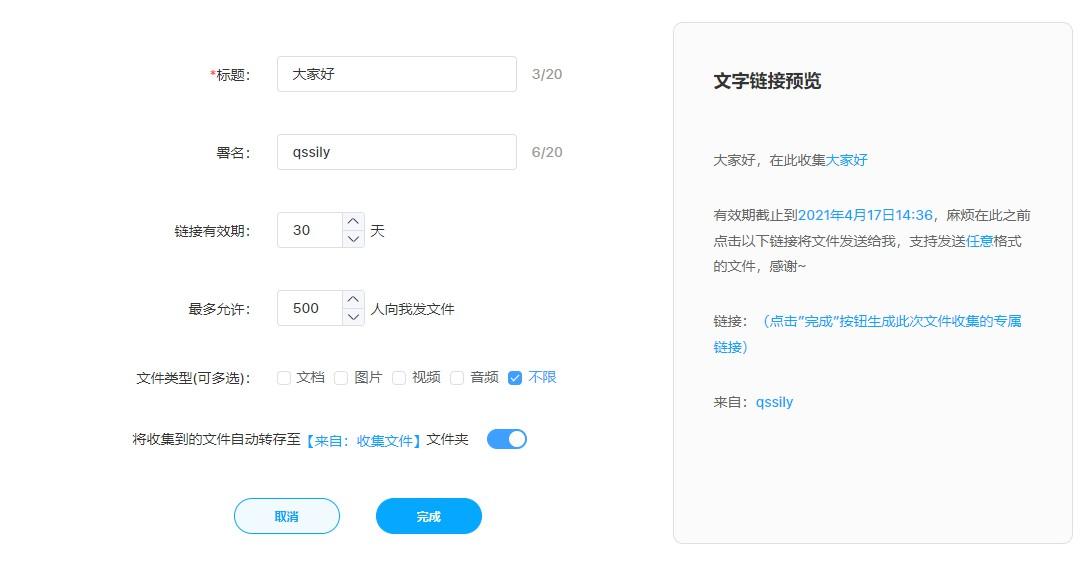 *标题： 大家好 3/20
署名： qssily 6/20
链接有效期： 30 天
最多允许： 500 人向我发文件
文件类型(可多选)： 文档 图片 视频 音频 不限
将收集到的文件自动转存至【来自：收集文件】文件夹
取消 完成
文字链接预览
大家好，在此收集大家好
有效期截止到2021年4月17日14:36，麻烦在此之前
点击以下链接将文件发送给我，支持发送任意格式
的文件，感谢~
链接：（点击"完成"按钮生成此次文件收集的专属
链接）
来自：qssily